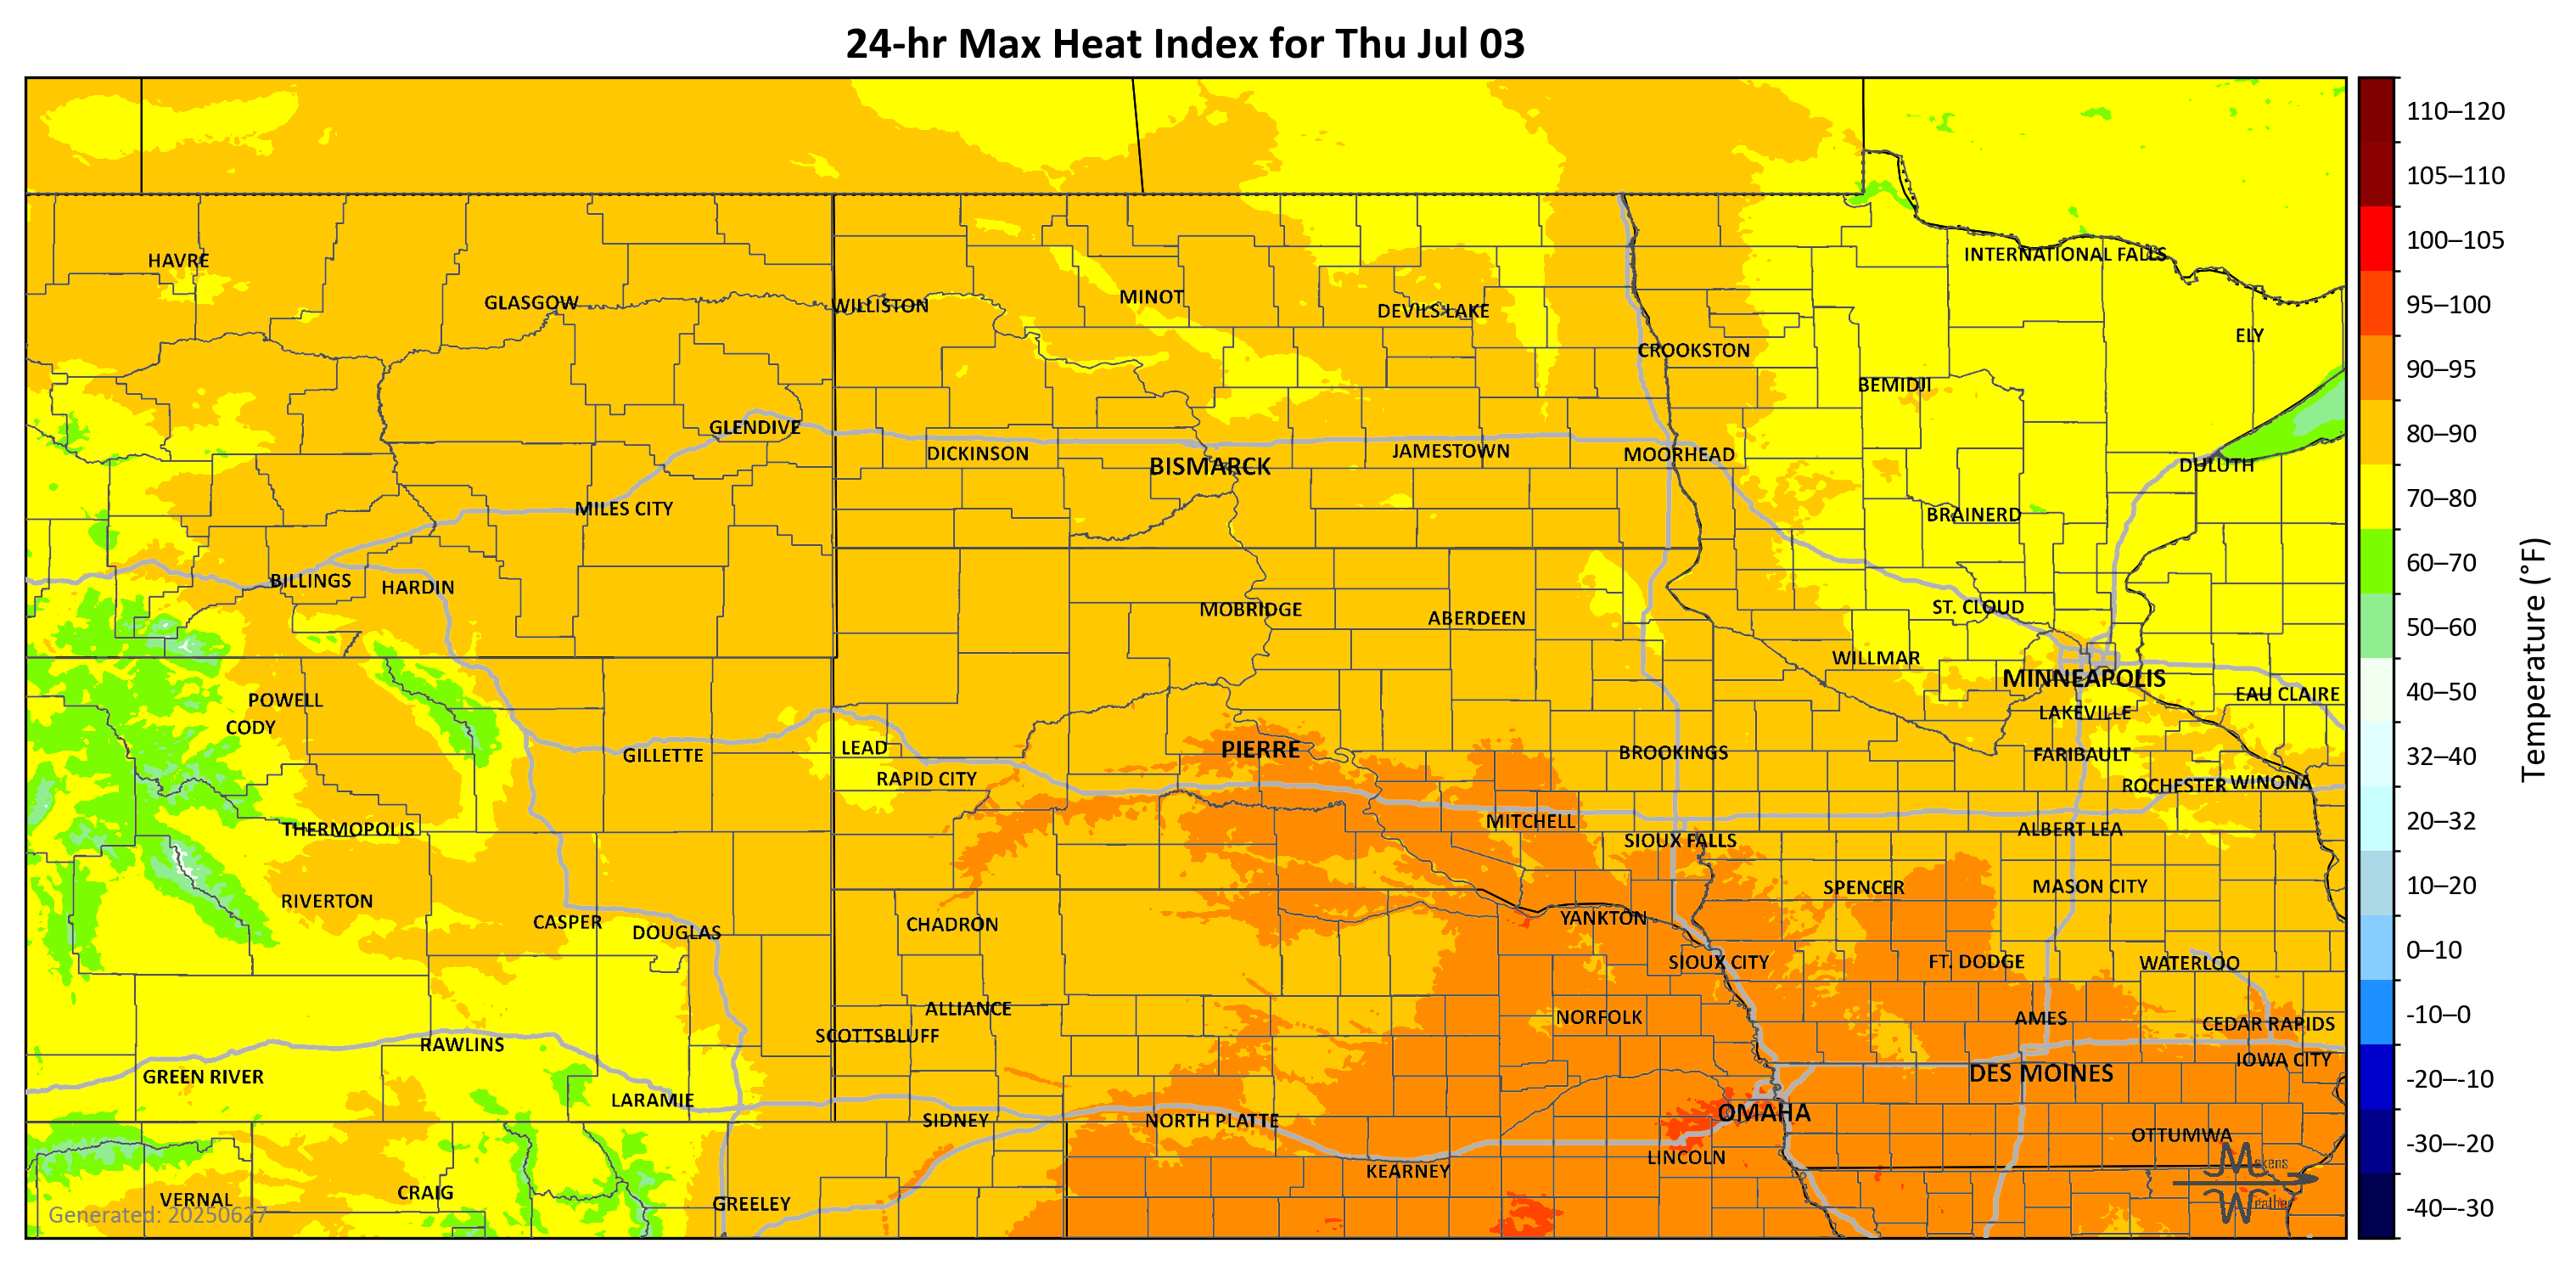 24-hr Max Heat Index for Thu Jul 03
HAVRE
GLASGOW
WILLISTON
MINOT
DEVILS LAKE
INTERNATIONAL FALLS
CROOKSTON
ELY
BEMIDJI
GLENDIVE
DICKINSON
BISMARCK
JAMESTOWN
MOORHEAD
DULUTH
MILES CITY
BRAINERD
BILLINGS
HARDIN
MOBRIDGE
ABERDEEN
ST. CLOUD
WILLMAR
MINNEAPOLIS
EAU CLAIRE
POWELL
CODY
LAKEVILLE
GILLETTE
LEAD
PIERRE
BROOKINGS
FARIBAULT
RAPID CITY
ROCHESTER
WINONA
THERMOPOLIS
MITCHELL
SIOUX FALLS
ALBERT LEA
RIVERTON
SPENCER
MASON CITY
CASPER
DOUGLAS
CHADRON
YANKTON
SIOUX CITY
FT. DODGE
WATERLOO
ALLIANCE
NORFOLK
AMES
CEDAR RAPIDS
SCOTTSBLUFF
RAWLINS
IOWA CITY
GREEN RIVER
DES MOINES
LARAMIE
SIDNEY
NORTH PLATTE
OMAHA
OTTUMWA
KEARNEY
LINCOLN
VERNAL
CRAIG
GREELEY
Generated: 20250627
Makens
Weather
110–120
105–110
100–105
95–100
90–95
80–90
70–80
60–70
50–60
40–50
32–40
20–32
10–20
0–10
-10–0
-20–-10
-30–-20
-40–-30
Temperature (°F)